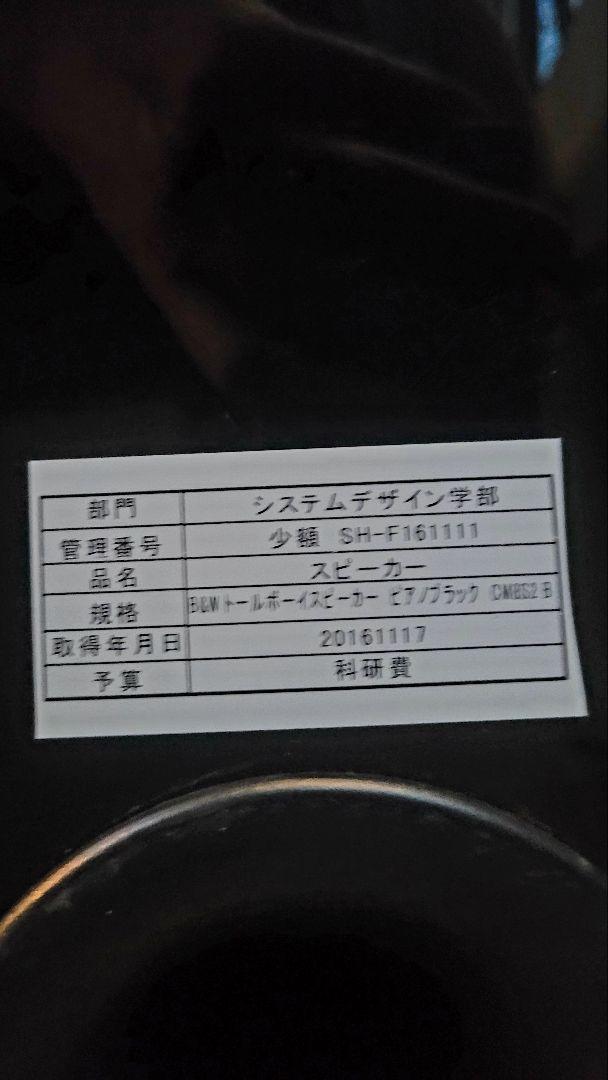 部門 システムデザイン学部
管理番号 少額 SH-F161111
品名 スピーカー
規格 B&Wトールボーイスピーカー ピアノブラック CM8S2 B
取得年月日 20161117
予算 科研費